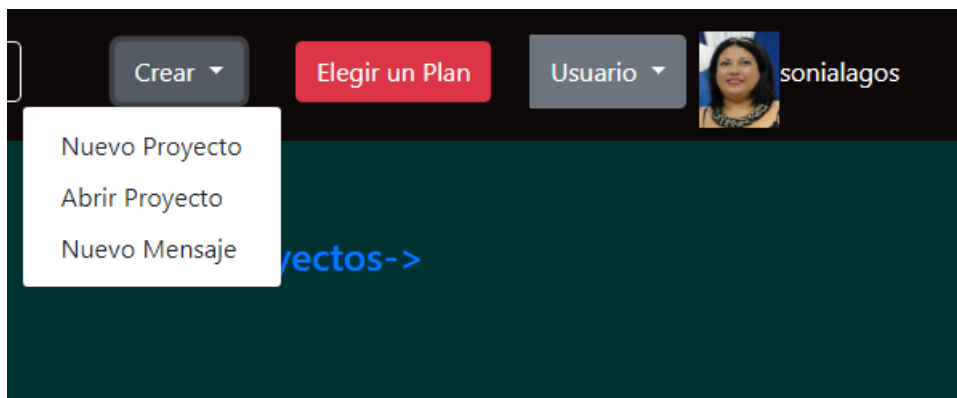 Crear Elegir un Plan Usuario sonialagos
Nuevo Proyecto
Abrir Proyecto
Nuevo Mensaje
yectos->